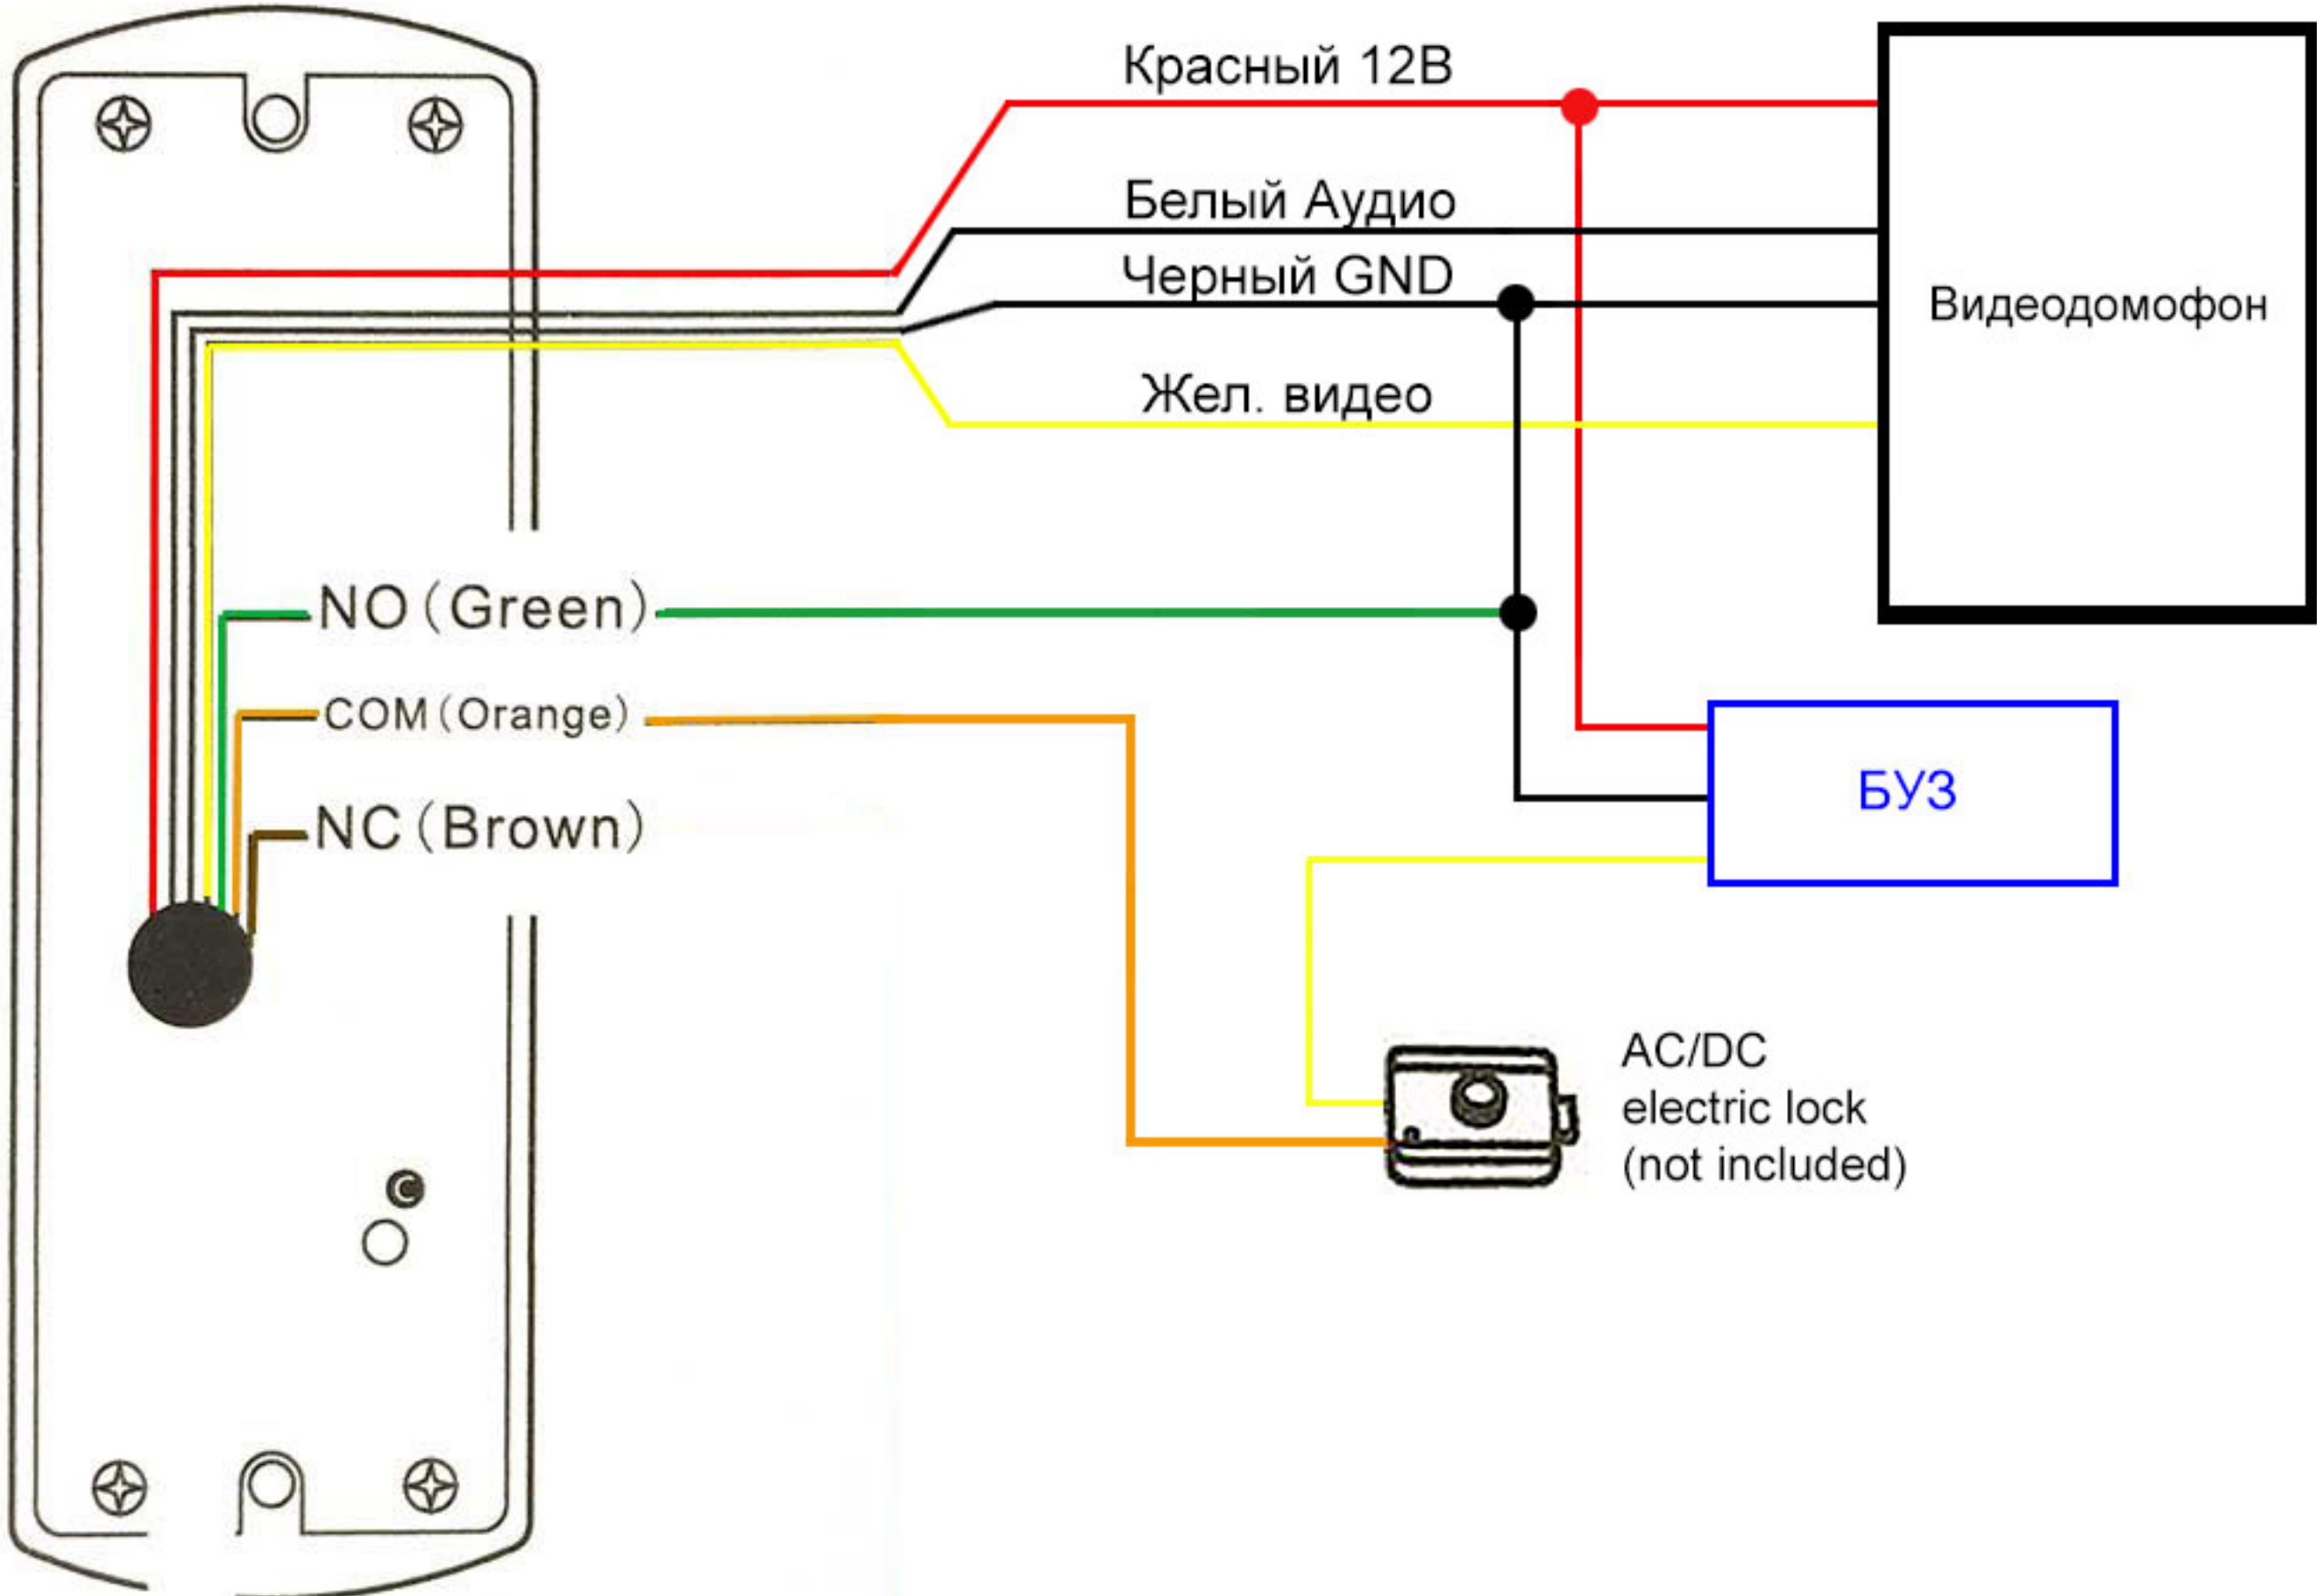 Красный 12В
Белый Аудио
Черный GND
Видеодомофон
Жел. видео
NO (Green)
COM (Orange)
NC (Brown)
БУЗ
AC/DC
electric lock
(not included)